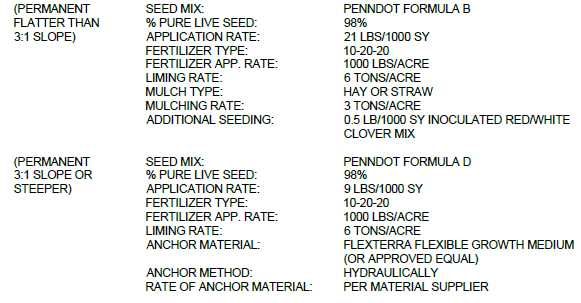 (PERMANENT SEED MIX: PENNDOT FORMULA B
FLATTER THAN % PURE LIVE SEED: 98%
3:1 SLOPE) APPLICATION RATE: 21 LBS/1000 SY
FERTILIZER TYPE: 10-20-20
FERTILIZER APP. RATE: 1000 LBS/ACRE
LIMING RATE: 6 TONS/ACRE
MULCH TYPE: HAY OR STRAW
MULCHING RATE: 3 TONS/ACRE
ADDITIONAL SEEDING: 0.5 LB/1000 SY INOCULATED RED/WHITE
CLOVER MIX
(PERMANENT SEED MIX: PENNDOT FORMULA D
3:1 SLOPE OR % PURE LIVE SEED: 98%
STEEPER) APPLICATION RATE: 9 LBS/1000 SY
FERTILIZER TYPE: 10-20-20
FERTILIZER APP. RATE: 1000 LBS/ACRE
LIMING RATE: 6 TONS/ACRE
ANCHOR MATERIAL: FLEXTERRA FLEXIBLE GROWTH MEDIUM
(OR APPROVED EQUAL)
ANCHOR METHOD: HYDRAULICALLY
RATE OF ANCHOR MATERIAL: PER MATERIAL SUPPLIER